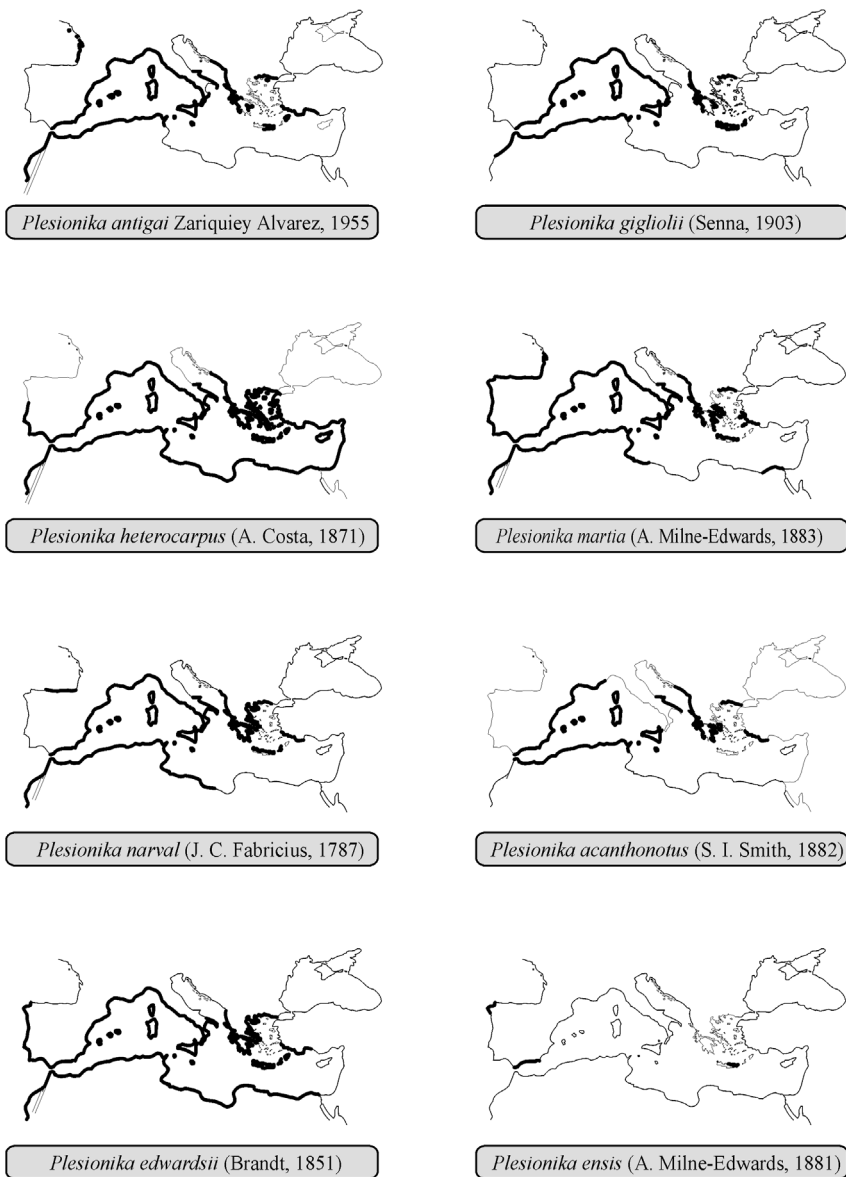 Plesionika antigai Zariquiey Alvarez, 1955
Plesionika gigliolii (Senna, 1903)
Plesionika heterocarpus (A. Costa, 1871)
Plesionika martia (A. Milne-Edwards, 1883)
Plesionika narval (J. C. Fabricius, 1787)
Plesionika acanthonotus (S. I. Smith, 1882)
Plesionika edwardsii (Brandt, 1851)
Plesionika ensis (A. Milne-Edwards, 1881)